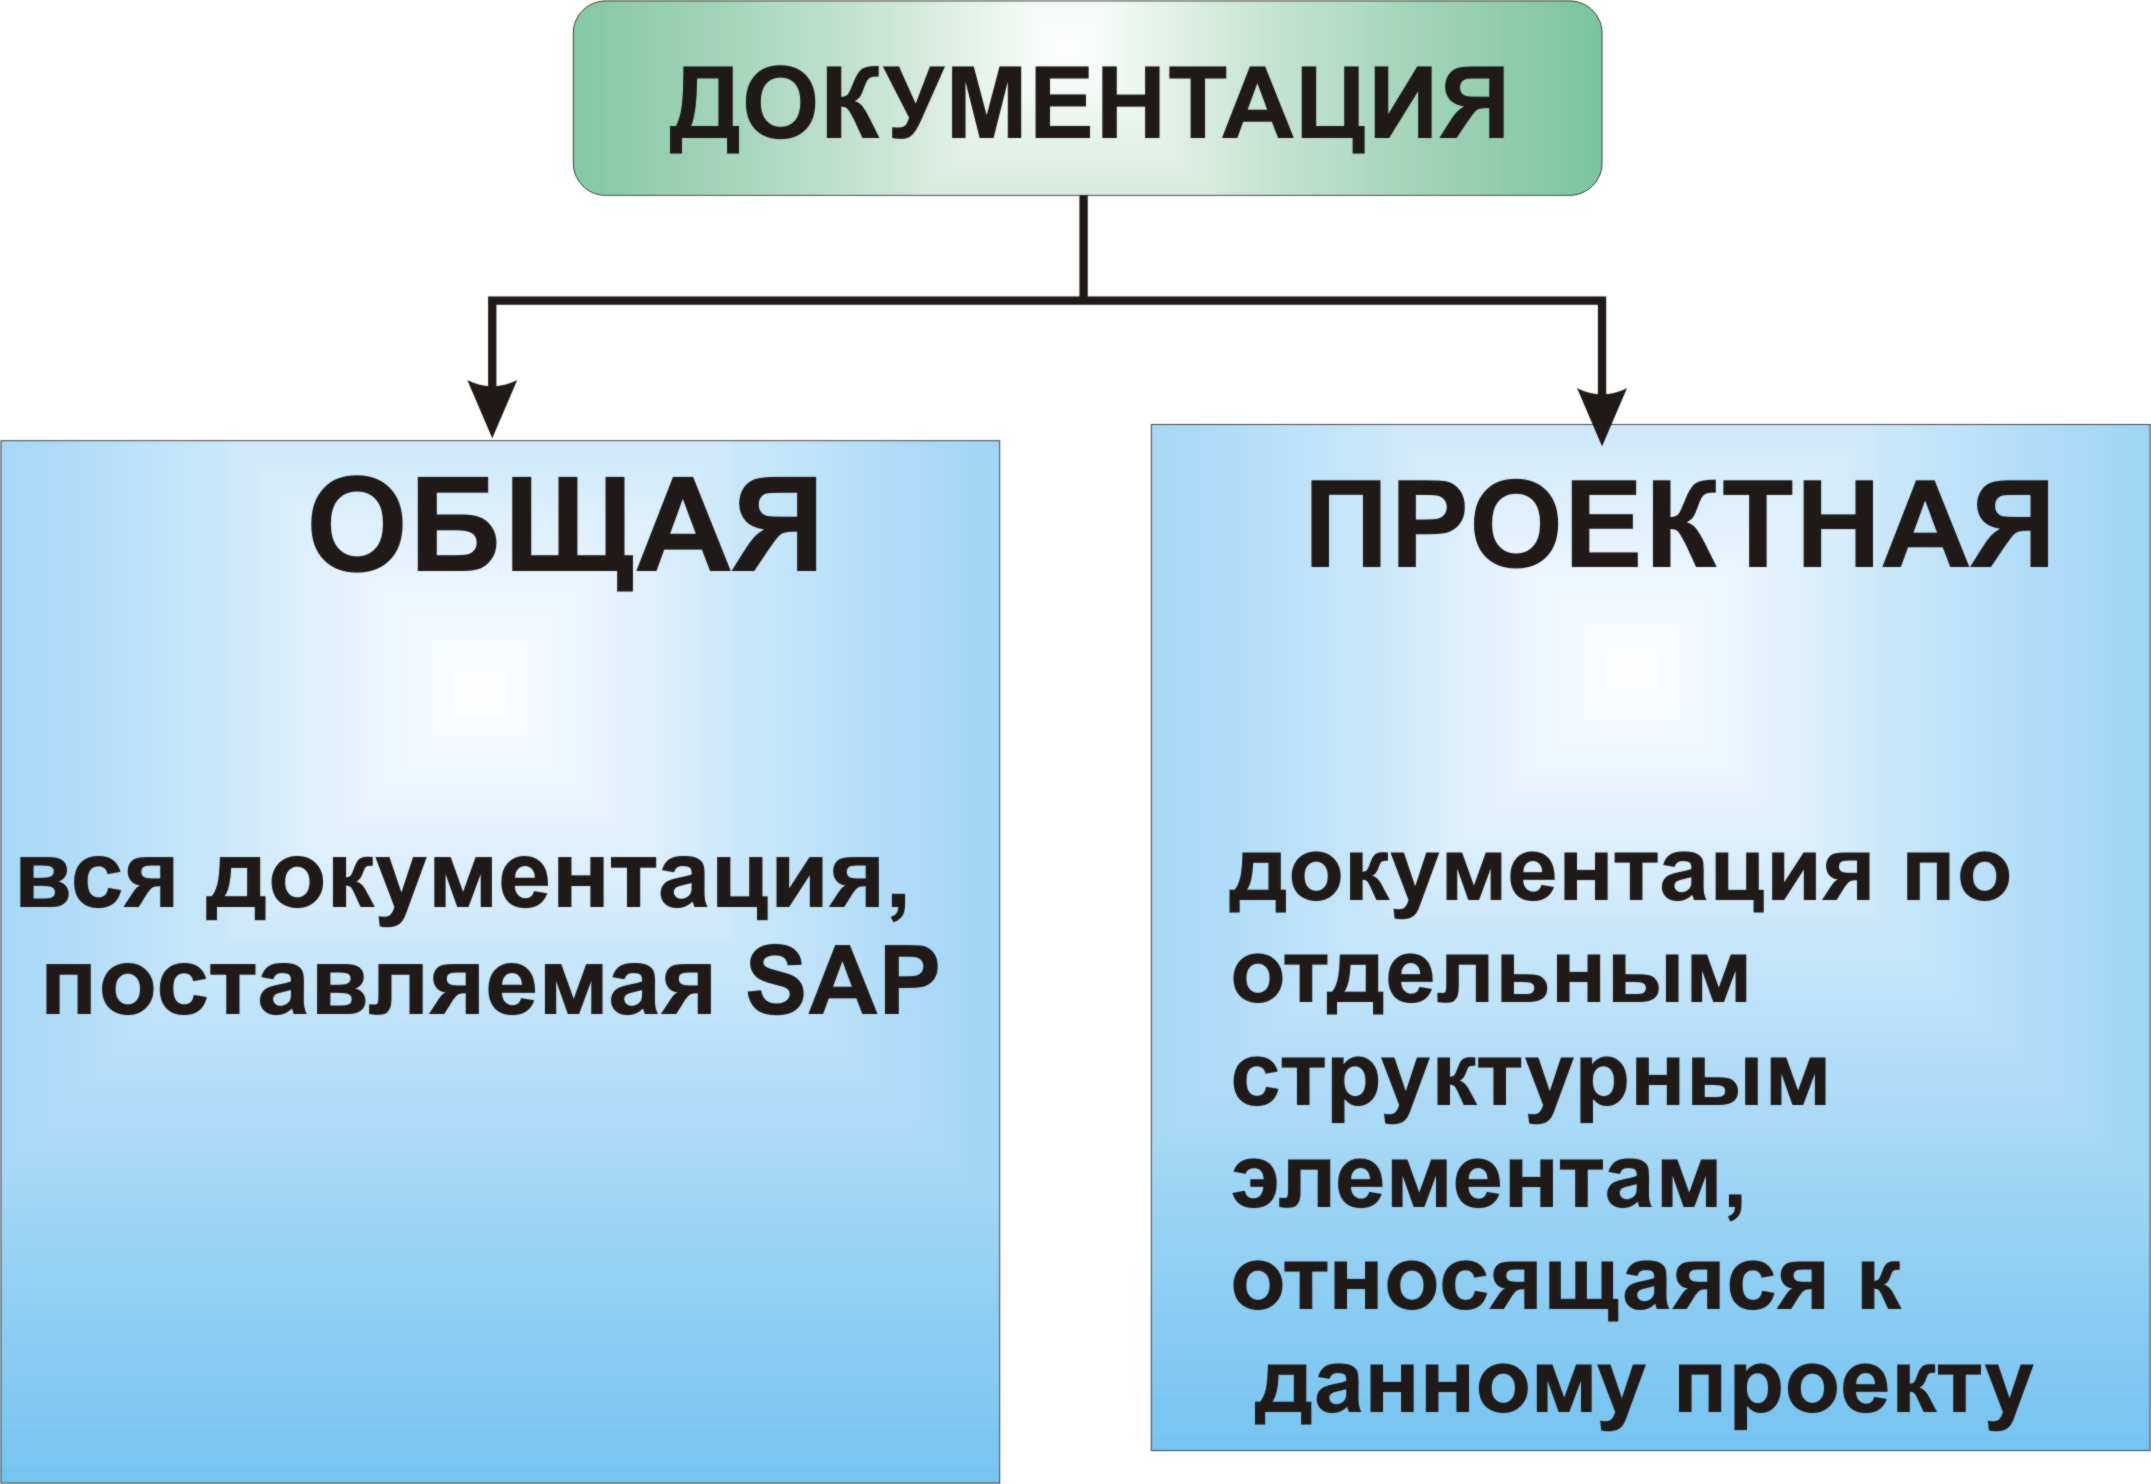 ДОКУМЕНТАЦИЯ
ОБЩАЯ
вся документация,
поставляемая SAP
ПРОЕКТНАЯ
документация по
отдельным
структурным
элементам,
относящаяся к
данному проекту